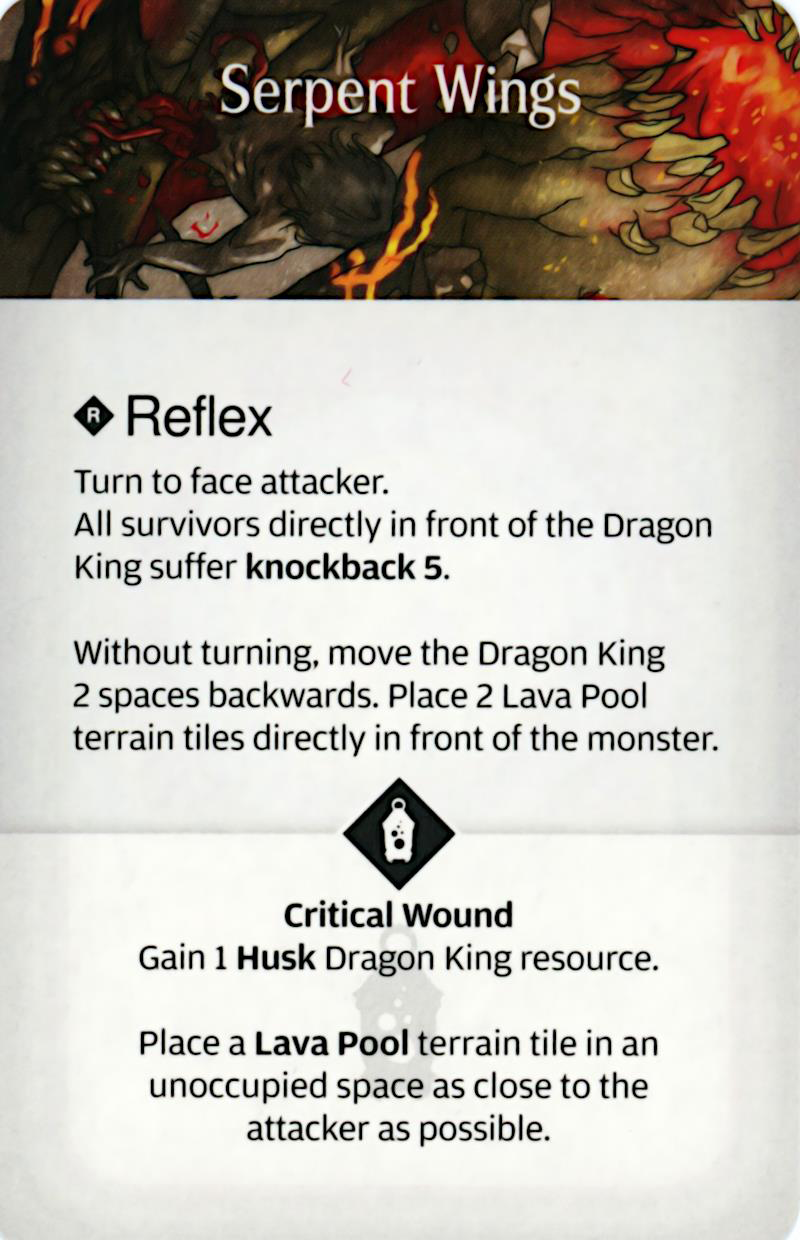 Serpent Wings
R Reflex
Turn to face attacker.
All survivors directly in front of the Dragon
King suffer knockback 5.
Without turning, move the Dragon King
2 spaces backwards. Place 2 Lava Pool
terrain tiles directly in front of the monster.
Critical Wound
Gain 1 Husk Dragon King resource.
Place a Lava Pool terrain tile in an
unoccupied space as close to the
attacker as possible.